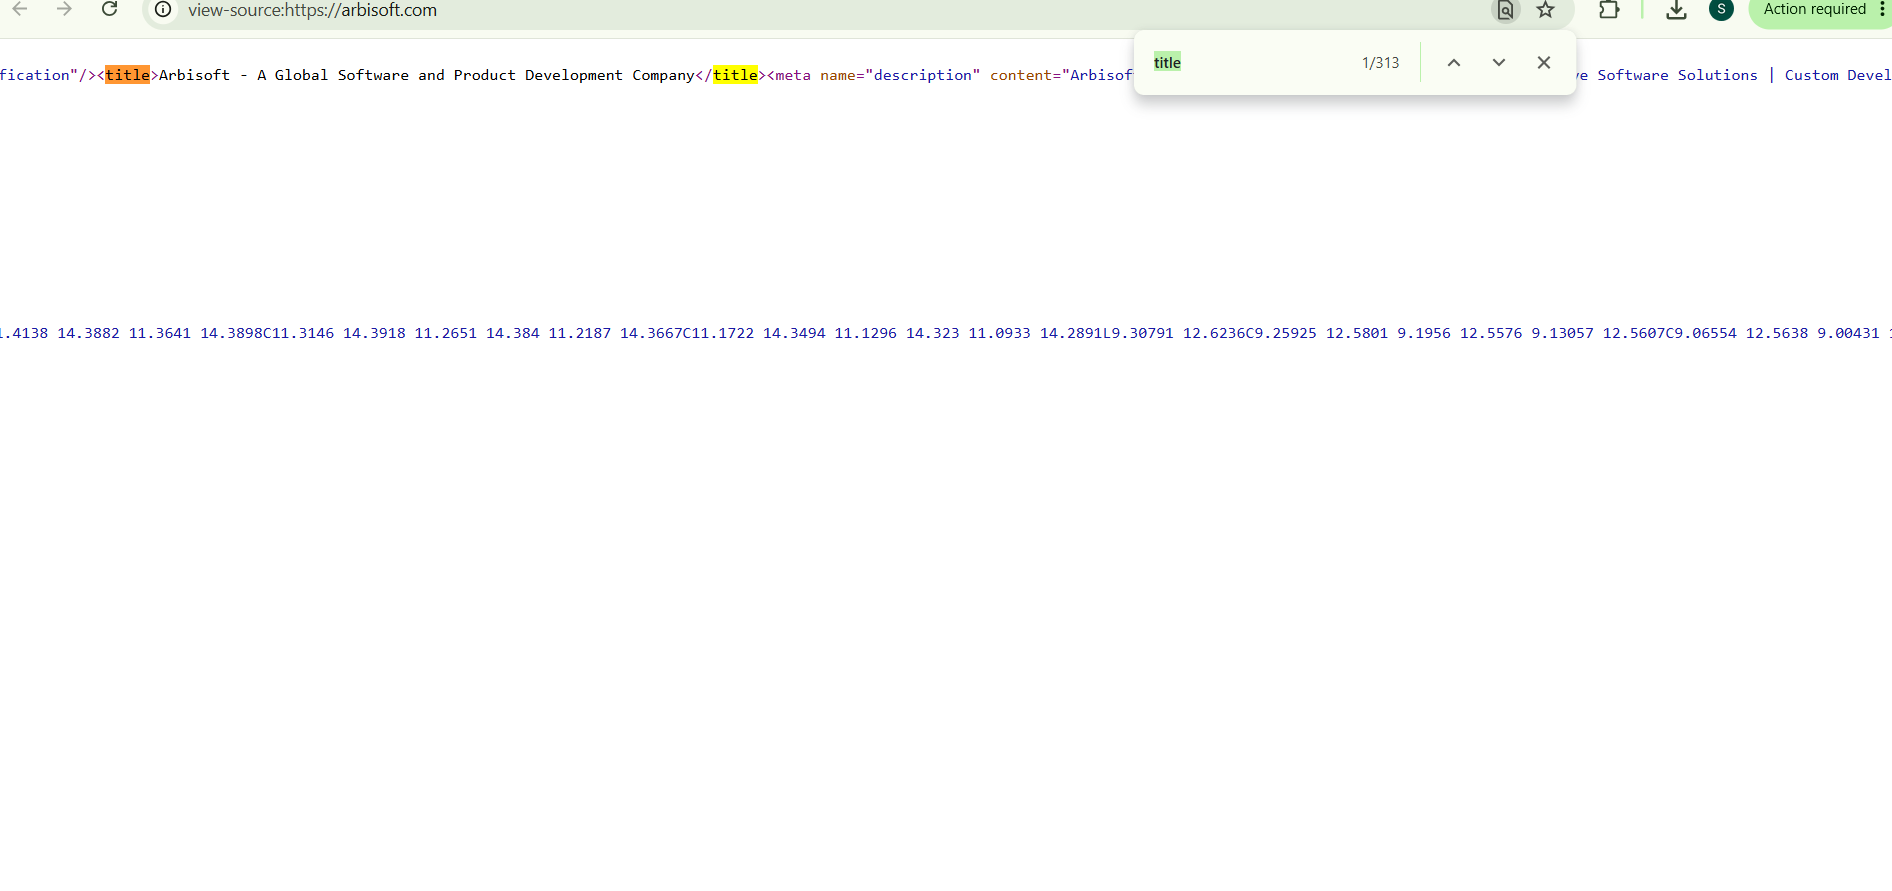 view-source:https://arbisoft.com
S
Action required
title 1/313
fication"/><title>Arbisoft - A Global Software and Product Development Company</title><meta name="description" content="Arbisof
ve Software Solutions | Custom Devel
.4138 14.3882 11.3641 14.3898C11.3146 14.3918 11.2651 14.384 11.2187 14.3667C11.1722 14.3494 11.1296 14.323 11.0933 14.2891L9.30791 12.6236C9.25925 12.5801 9.1956 12.5576 9.13057 12.5607C9.06554 12.5638 9.00431